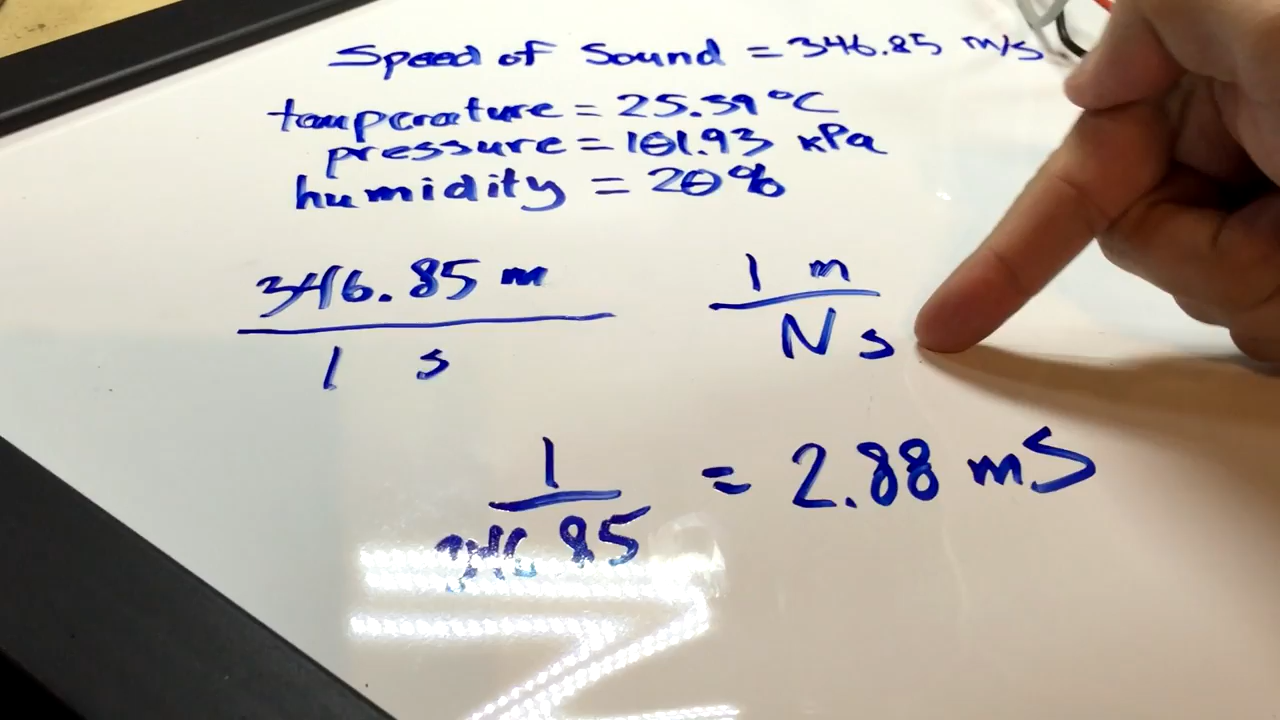 Speed of Sound = 346.85 m/s
tamperature = 25.59°C
pressure = 101.93 kPa
humidity = 20%
346.85 m
1 s
1 m
N s
1
346.85
= 2.88 mS